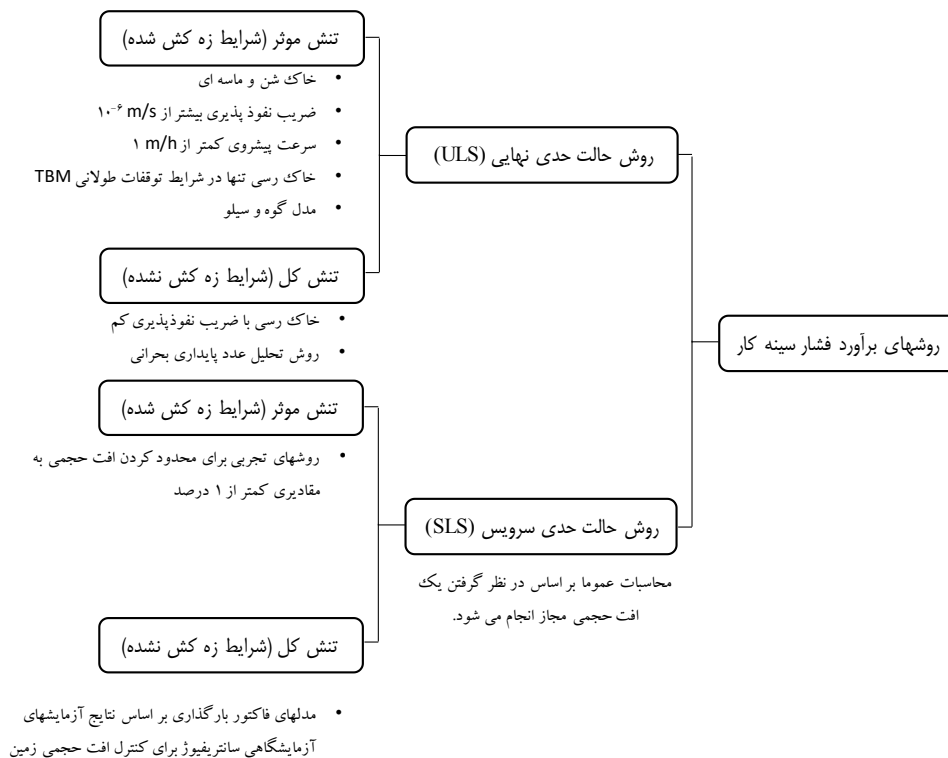 روشهای برآورد فشار سینه کار
روش حالت حدی نهایی (ULS)
تنش موثر (شرایط زه کش شده)
• خاک شن و ماسه ای
• ضریب نفوذ پذیری بیشتر از ۱۰⁻⁶ m/s
• سرعت پیشروی کمتر از ۱ m/h
• خاک رسی تنها در شرایط توقفات طولانی TBM
• مدل گوه و سیلو
تنش کل (شرایط زه کش نشده)
• خاک رسی با ضریب نفوذپذیری کم
• روش تحلیل عدد پایداری بحرانی
روش حالت حدی سرویس (SLS)
محاسبات عموما بر اساس در نظر گرفتن یک
افت حجمی مجاز انجام می شود.
تنش موثر (شرایط زه کش شده)
• روشهای تجربی برای محدود کردن افت حجمی به
مقادیری کمتر از ۱ درصد
تنش کل (شرایط زه کش نشده)
• مدلهای فاکتور بارگذاری بر اساس نتایج آزمایشهای
آزمایشگاهی سانتریفیوژ برای کنترل افت حجمی زمین